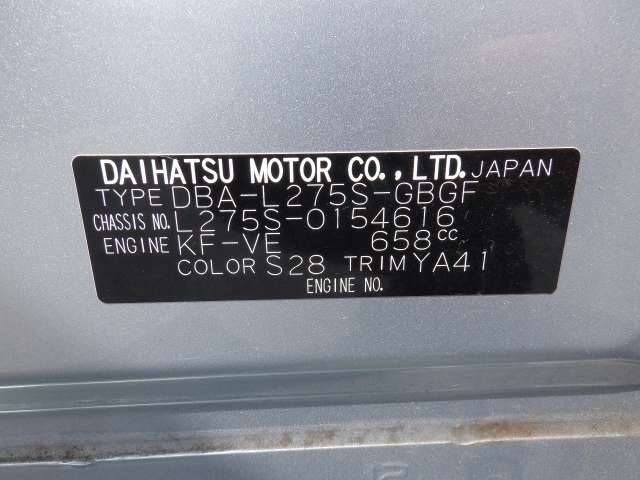 DAIHATSU MOTOR CO., LTD. JAPAN
TYPE DBA-L275S-GBGF
CHASSIS NO. L275S-0154616
ENGINE KF-VE 658cc
COLOR S28 TRIM YA41
ENGINE NO.